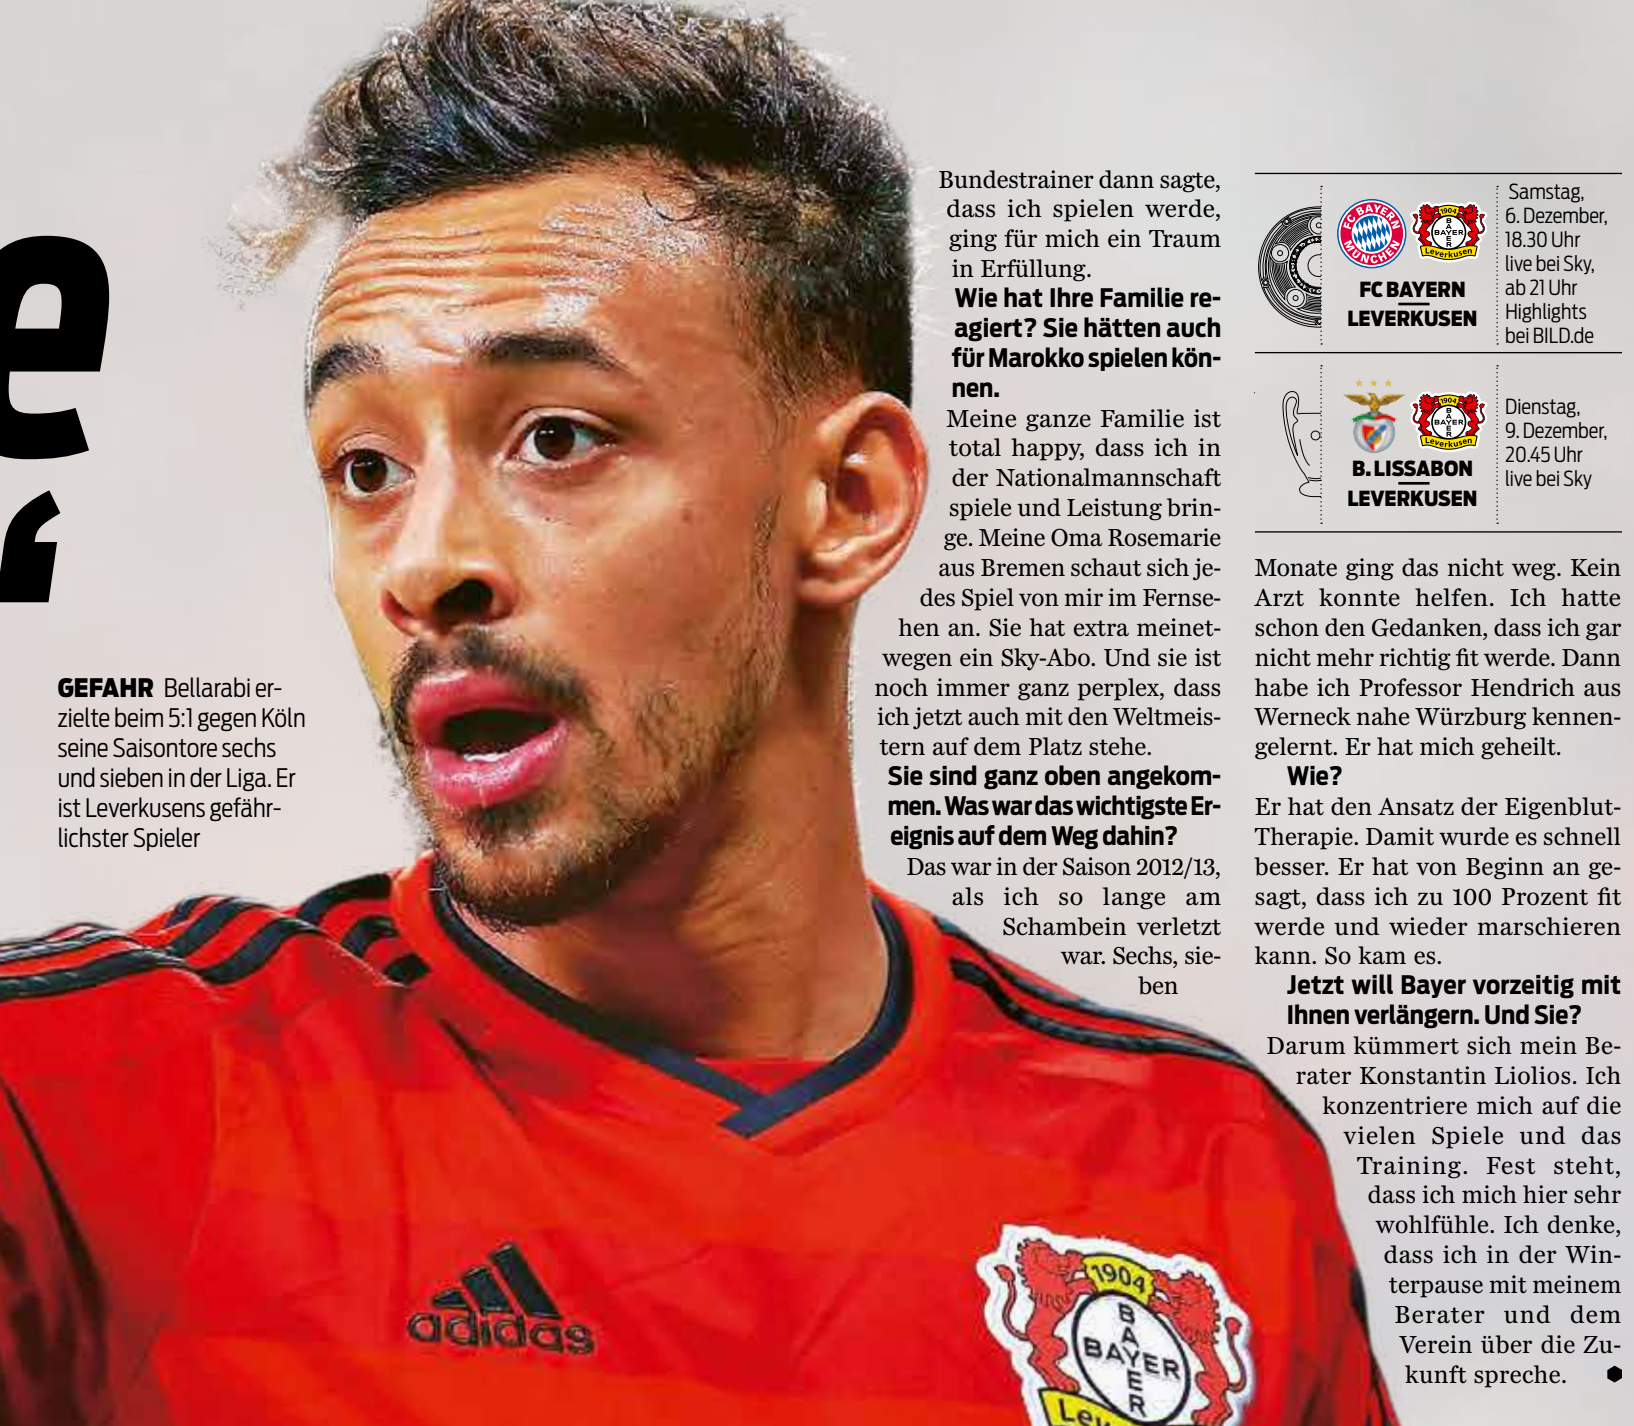 e
“
GEFAHR Bellarabi er-
zielte beim 5:1 gegen Köln
seine Saisontore sechs
und sieben in der Liga. Er
ist Leverkusens gefähr-
lichster Spieler
Bundestrainer dann sagte,
dass ich spielen werde,
ging für mich ein Traum
in Erfüllung.
Wie hat Ihre Familie re-
agiert? Sie hätten auch
für Marokko spielen kön-
nen.
Meine ganze Familie ist
total happy, dass ich in
der Nationalmannschaft
spiele und Leistung brin-
ge. Meine Oma Rosemarie
aus Bremen schaut sich je-
des Spiel von mir im Fernse-
hen an. Sie hat extra meinet-
wegen ein Sky-Abo. Und sie ist
noch immer ganz perplex, dass
ich jetzt auch mit den Weltmeis-
tern auf dem Platz stehe.
Sie sind ganz oben angekom-
men. Was war das wichtigste Er-
eignis auf dem Weg dahin?
Das war in der Saison 2012/13,
als ich so lange am
Schambein verletzt
war. Sechs, sie-
ben
FC BAYERN
MÜNCHEN
1904
BAYER
BAYER
Leverkusen
FC BAYERN
LEVERKUSEN
Samstag,
6. Dezember,
18.30 Uhr
live bei Sky,
ab 21 Uhr
Highlights
bei BILD.de
1904
BAYER
BAYER
Leverkusen
B. LISSABON
LEVERKUSEN
Dienstag,
9. Dezember,
20.45 Uhr
live bei Sky
Monate ging das nicht weg. Kein
Arzt konnte helfen. Ich hatte
schon den Gedanken, dass ich gar
nicht mehr richtig fit werde. Dann
habe ich Professor Hendrich aus
Werneck nahe Würzburg kennen-
gelernt. Er hat mich geheilt.
Wie?
Er hat den Ansatz der Eigenblut-
Therapie. Damit wurde es schnell
besser. Er hat von Beginn an ge-
sagt, dass ich zu 100 Prozent fit
werde und wieder marschieren
kann. So kam es.
Jetzt will Bayer vorzeitig mit
Ihnen verlängern. Und Sie?
Darum kümmert sich mein Be-
rater Konstantin Liolios. Ich
konzentriere mich auf die
vielen Spiele und das
Training. Fest steht,
dass ich mich hier sehr
wohlfühle. Ich denke,
dass ich in der Win-
terpause mit meinem
Berater und dem
Verein über die Zu-
kunft spreche.
adidas
1904
BAYER
BAYER
Lev